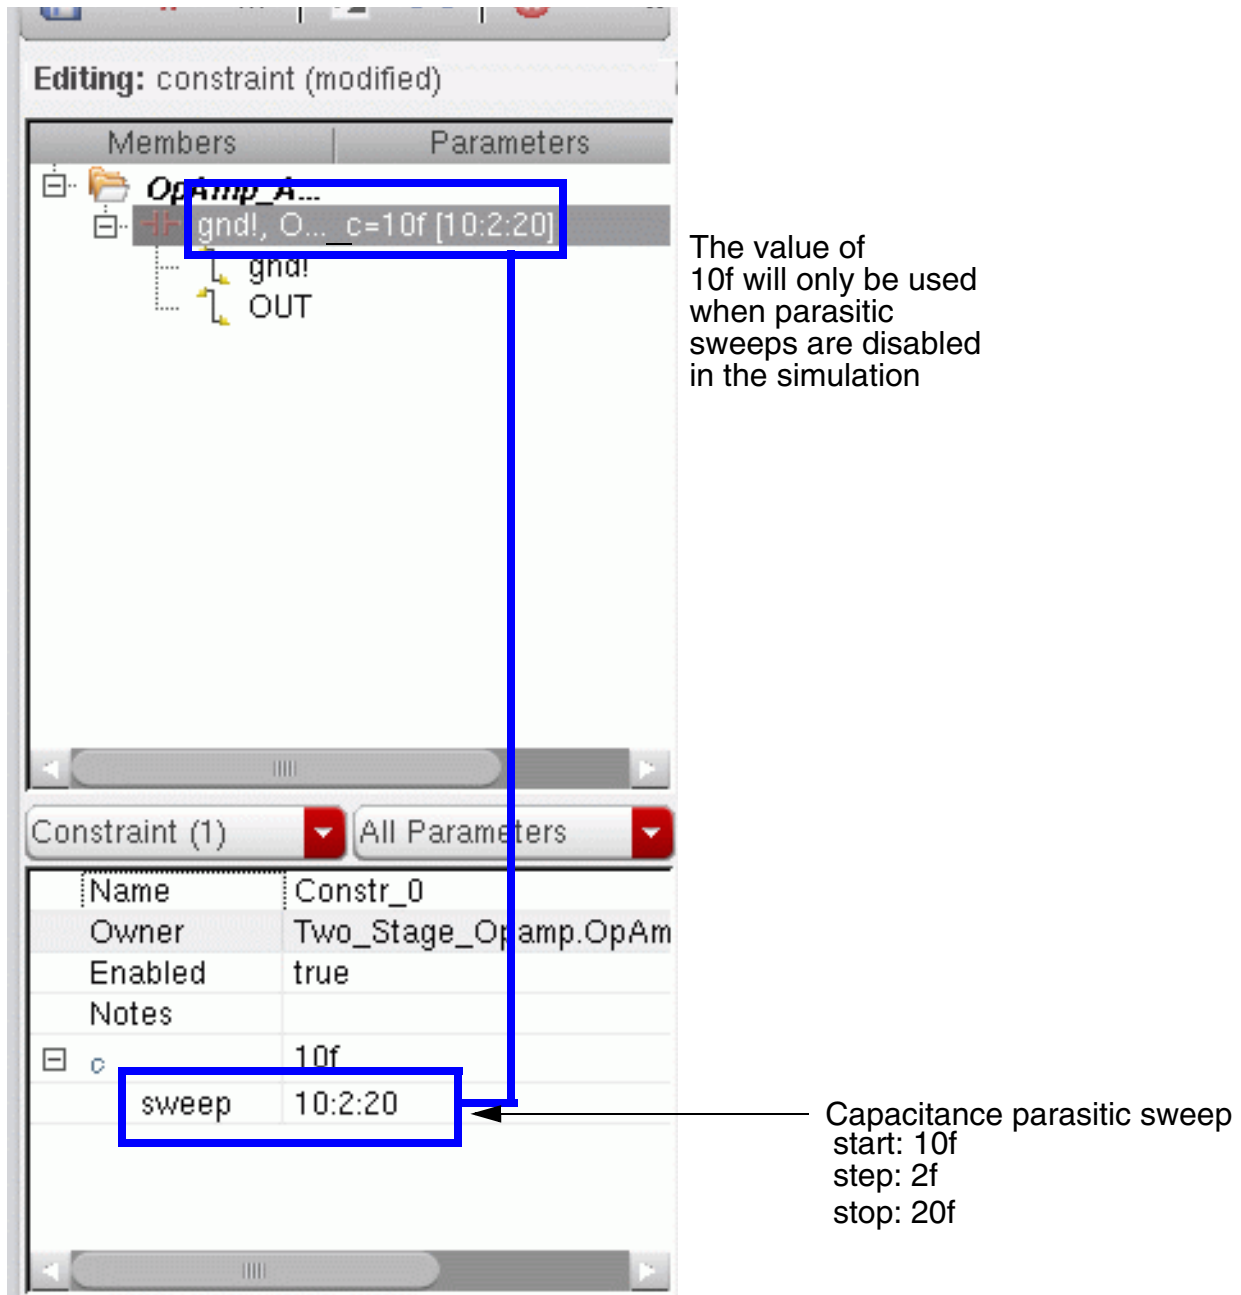 Editing: constraint (modified)
Members Parameters
OpAmp_A...
gnd!, O..._c=10f [10:2:20]
gnd!
OUT
The value of
10f will only be used
when parasitic
sweeps are disabled
in the simulation
Constraint (1) All Parameters
Name Constr_0
Owner Two_Stage_Opamp.OpAm
Enabled true
Notes
c 10f
sweep 10:2:20
Capacitance parasitic sweep
start: 10f
step: 2f
stop: 20f